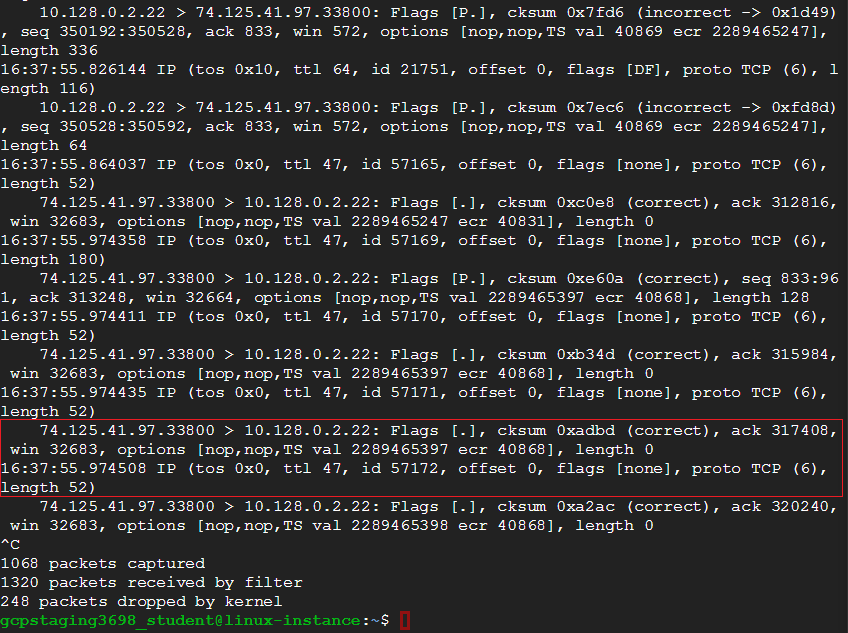 10.128.0.2.22 > 74.125.41.97.33800: Flags [P.], cksum 0x7fd6 (incorrect -> 0x1d49)
, seq 350192:350528, ack 833, win 572, options [nop,nop,TS val 40869 ecr 2289465247],
length 336
16:37:55.826144 IP (tos 0x10, ttl 64, id 21751, offset 0, flags [DF], proto TCP (6), l
ength 116)
    10.128.0.2.22 > 74.125.41.97.33800: Flags [P.], cksum 0x7ec6 (incorrect -> 0xfd8d)
, seq 350528:350592, ack 833, win 572, options [nop,nop,TS val 40869 ecr 2289465247],
length 64
16:37:55.864037 IP (tos 0x0, ttl 47, id 57165, offset 0, flags [none], proto TCP (6),
length 52)
    74.125.41.97.33800 > 10.128.0.2.22: Flags [.], cksum 0xc0e8 (correct), ack 312816,
 win 32683, options [nop,nop,TS val 2289465247 ecr 40831], length 0
16:37:55.974358 IP (tos 0x0, ttl 47, id 57169, offset 0, flags [none], proto TCP (6),
length 180)
    74.125.41.97.33800 > 10.128.0.2.22: Flags [P.], cksum 0xe60a (correct), seq 833:96
1, ack 313248, win 32664, options [nop,nop,TS val 2289465397 ecr 40868], length 128
16:37:55.974411 IP (tos 0x0, ttl 47, id 57170, offset 0, flags [none], proto TCP (6),
length 52)
    74.125.41.97.33800 > 10.128.0.2.22: Flags [.], cksum 0xb34d (correct), ack 315984,
 win 32683, options [nop,nop,TS val 2289465397 ecr 40868], length 0
16:37:55.974435 IP (tos 0x0, ttl 47, id 57171, offset 0, flags [none], proto TCP (6),
length 52)
    74.125.41.97.33800 > 10.128.0.2.22: Flags [.], cksum 0xadbd (correct), ack 317408,
 win 32683, options [nop,nop,TS val 2289465397 ecr 40868], length 0
16:37:55.974508 IP (tos 0x0, ttl 47, id 57172, offset 0, flags [none], proto TCP (6),
length 52)
    74.125.41.97.33800 > 10.128.0.2.22: Flags [.], cksum 0xa2ac (correct), ack 320240,
 win 32683, options [nop,nop,TS val 2289465398 ecr 40868], length 0
^C
1068 packets captured
1320 packets received by filter
248 packets dropped by kernel
gcpstaging3698_student@linux-instance:~$